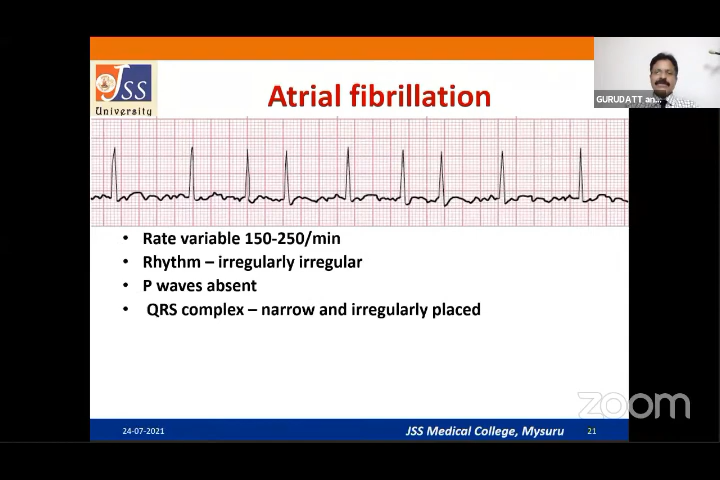 JSS
University
Atrial fibrillation
GURUDATT an...
• Rate variable 150-250/min
• Rhythm – irregularly irregular
• P waves absent
• QRS complex – narrow and irregularly placed
zoom
24-07-2021
JSS Medical College, Mysuru
21